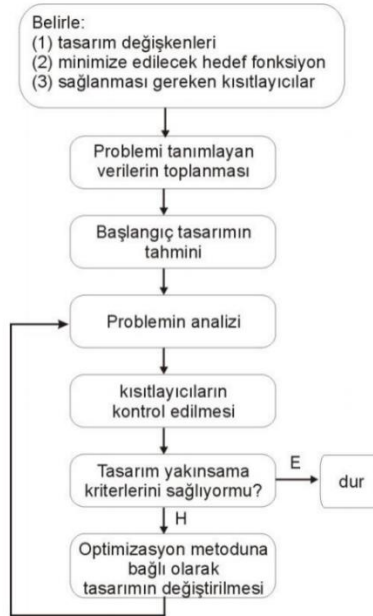 Belirle:
(1) tasarım değişkenleri
(2) minimize edilecek hedef fonksiyon
(3) sağlanması gereken kısıtlayıcılar
Problemi tanımlayan
verilerin toplanması
Başlangıç tasarımın
tahmini
Problemin analizi
kısıtlayıcıların
kontrol edilmesi
Tasarım yakınsama
kriterlerini sağlıyormu?
E
dur
H
Optimizasyon metoduna
bağlı olarak
tasarımın değiştirilmesi